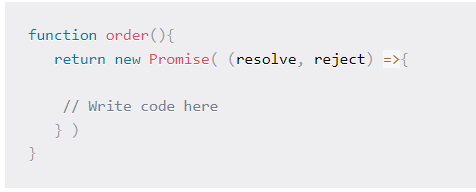 function order(){
return new Promise( (resolve, reject) =>{
// Write code here
} )
}